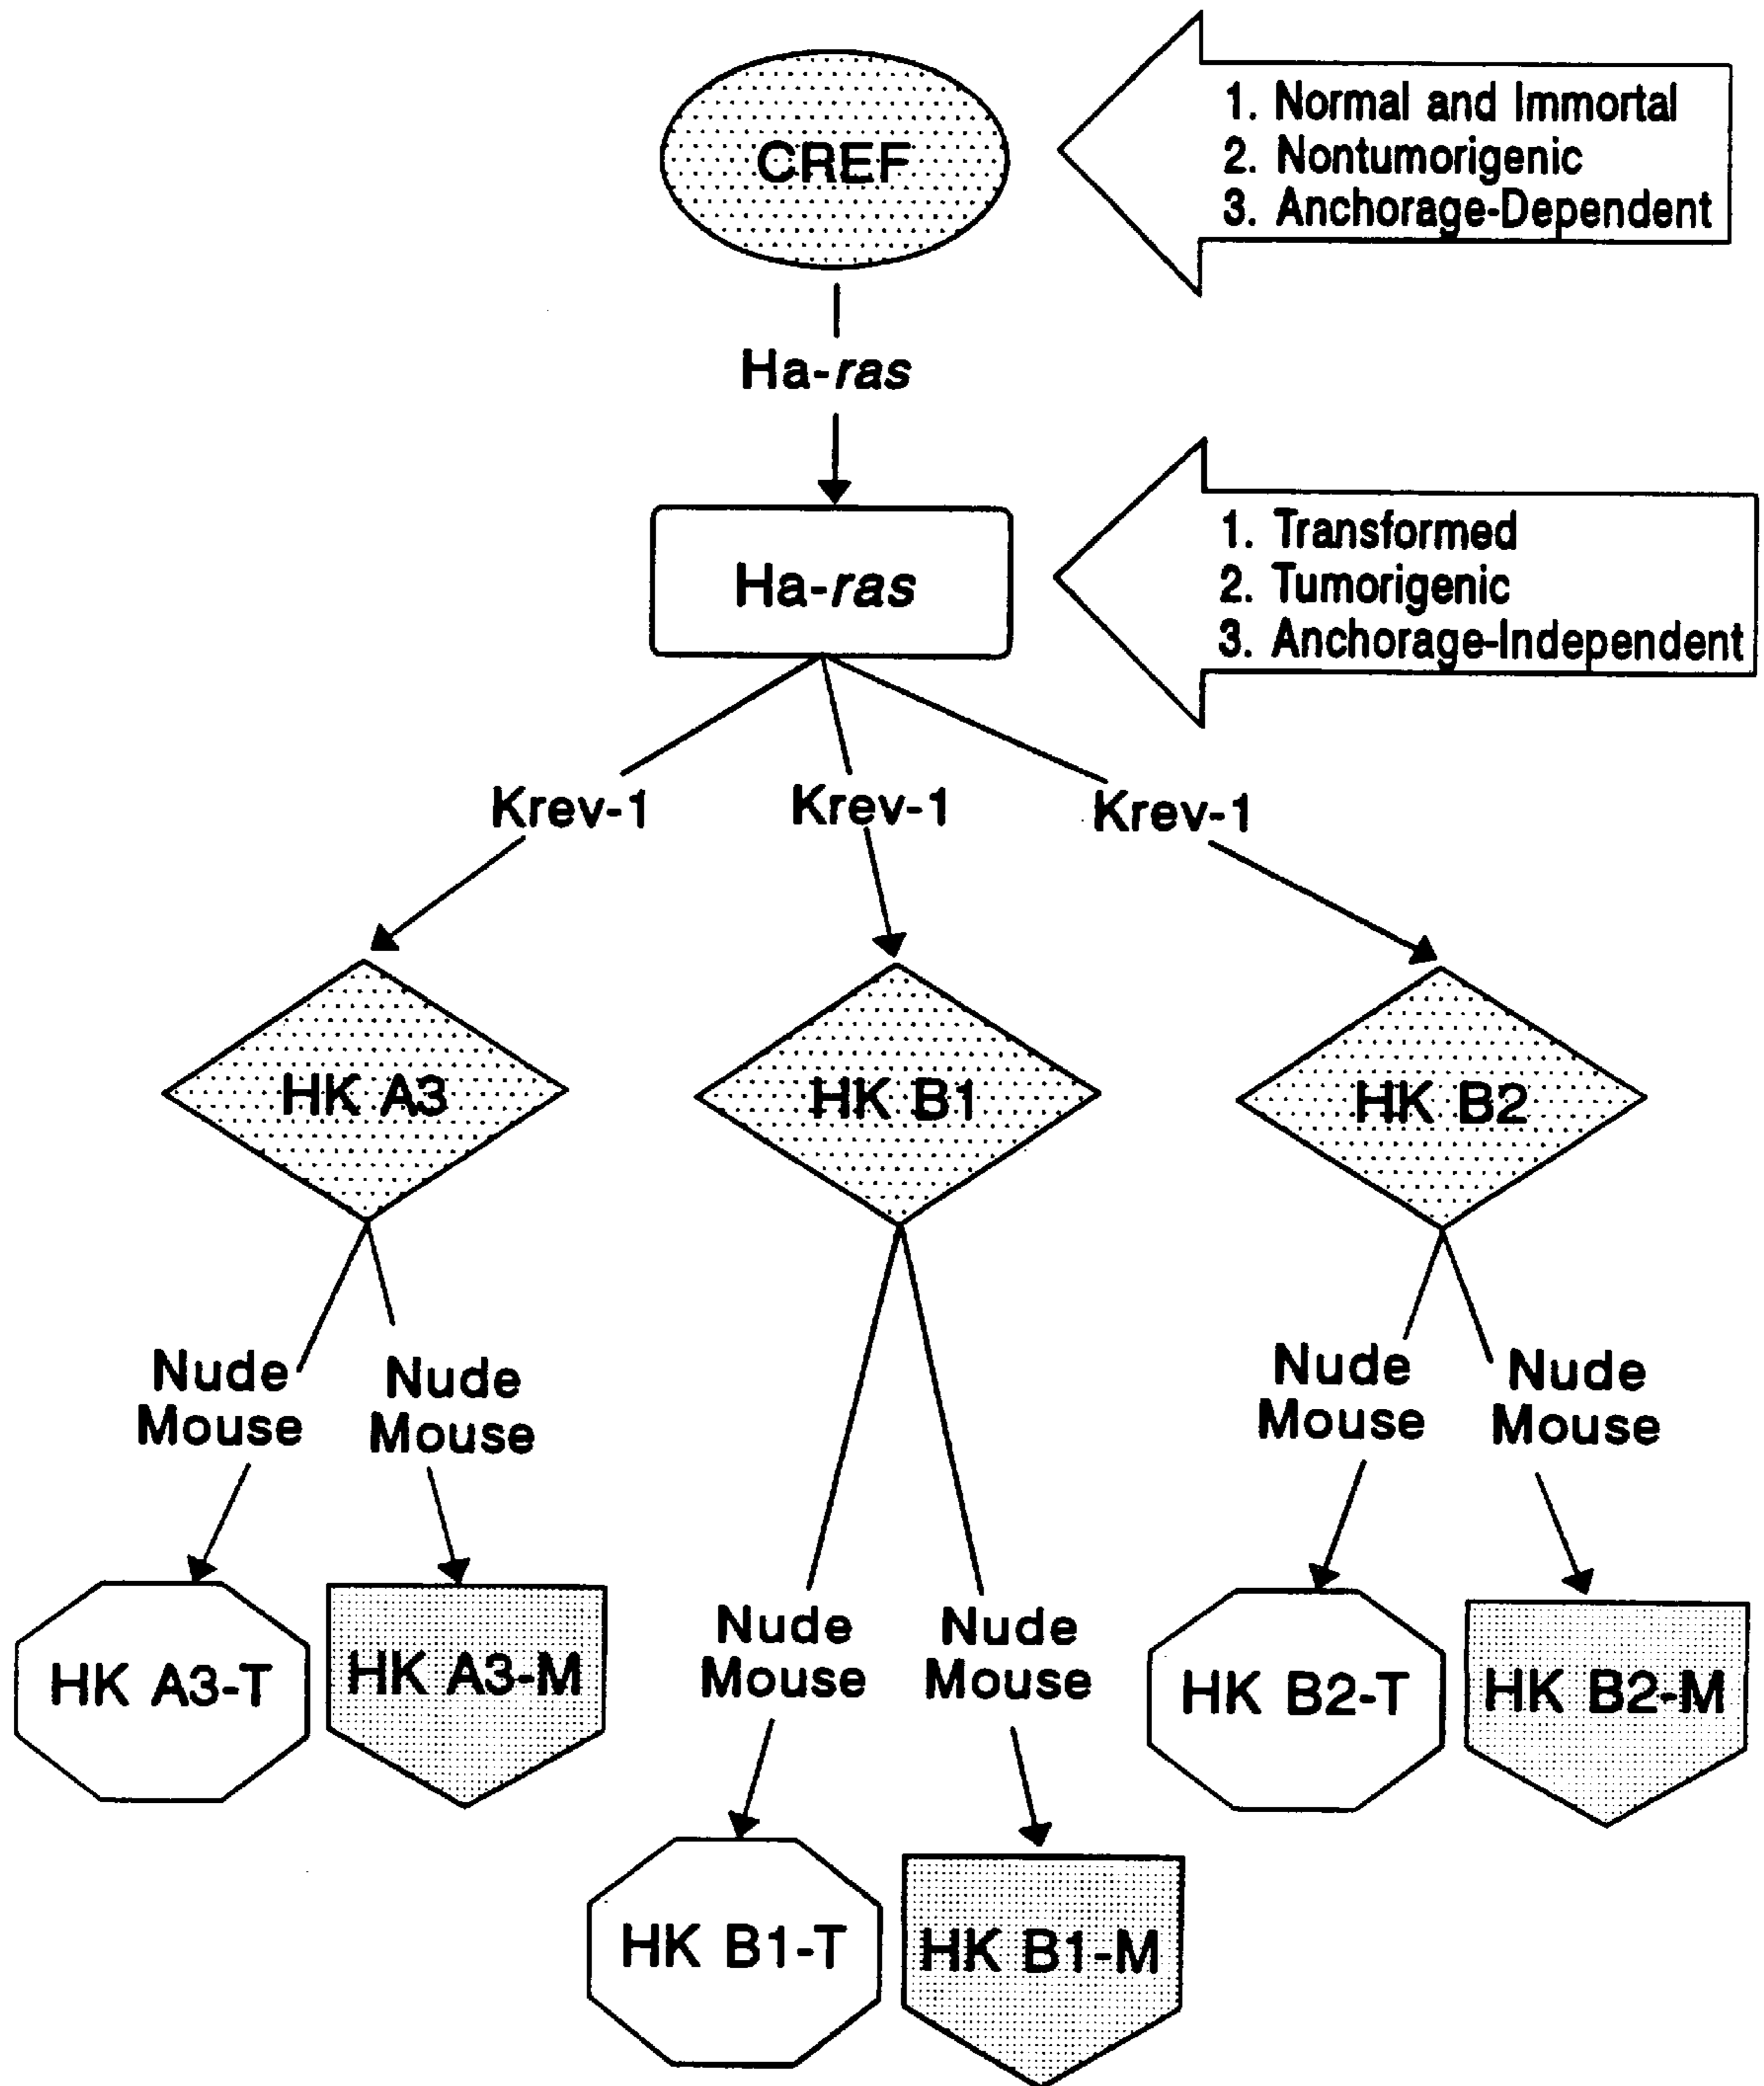 CREF
1. Normal and Immortal
2. Nontumorigenic
3. Anchorage-Dependent
Ha-ras
Ha-ras
1. Transformed
2. Tumorigenic
3. Anchorage-Independent
Krev-1
Krev-1
Krev-1
HK A3
HK B1
HK B2
Nude
Mouse
Nude
Mouse
Nude
Mouse
Nude
Mouse
HK A3-T
HK A3-M
Nude
Mouse
Nude
Mouse
HK B2-T
HK B2-M
HK B1-T
HK B1-M